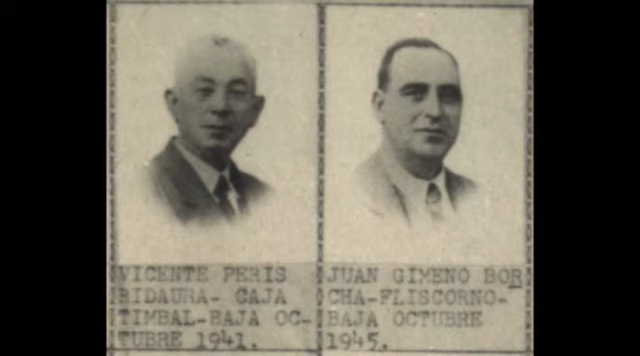 VICENTE PERIS
RIDAURA- CAJA
TIMBAL-BAJA OC-
TUBRE 1941.
JUAN GIMENO BOR
CHA-FLISCORNO-
BAJA OCTUBRE
1945.